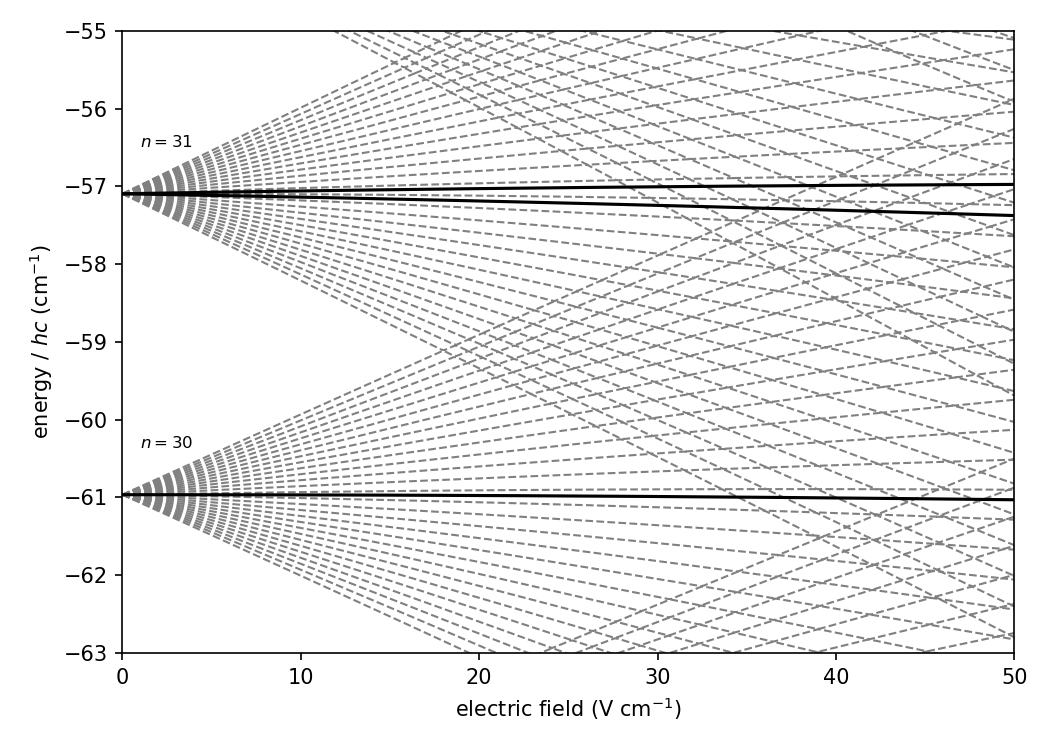 −55
−56
n = 31
−57
−58
−59
−60
n = 30
−61
−62
−63
0 10 20 30 40 50
electric field (V cm⁻¹)
energy / hc (cm⁻¹)